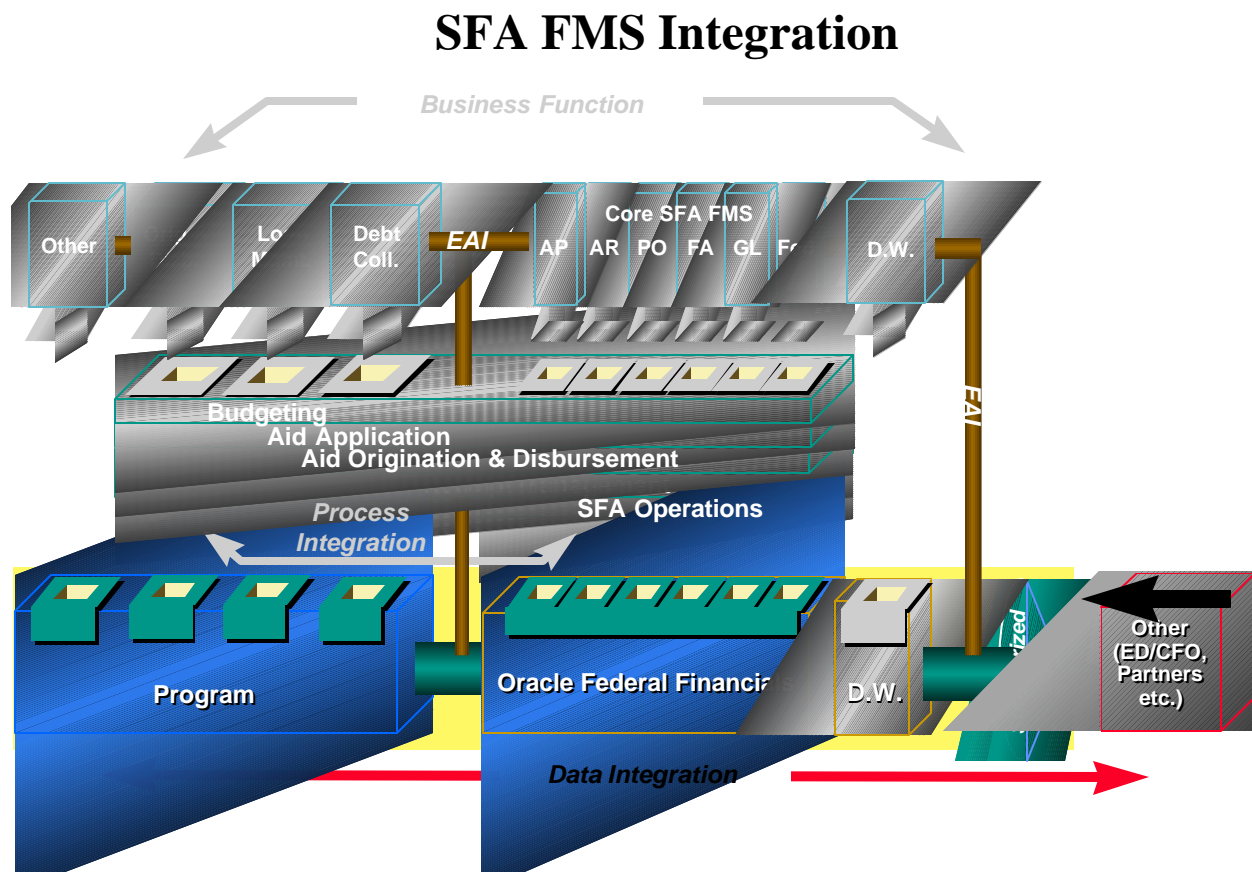 SFA FMS Integration
Business Function
Core SFA FMS
Other
Debt
Coll.
EAI
AP
AR
PO
FA
GL
D.W.
EAI
Budgeting
Aid Application
Aid Origination & Disbursement
SFA Operations
Process
Integration
Program
Oracle Federal Financials
D.W.
Other
(ED/CFO,
Partners
etc.)
Data Integration